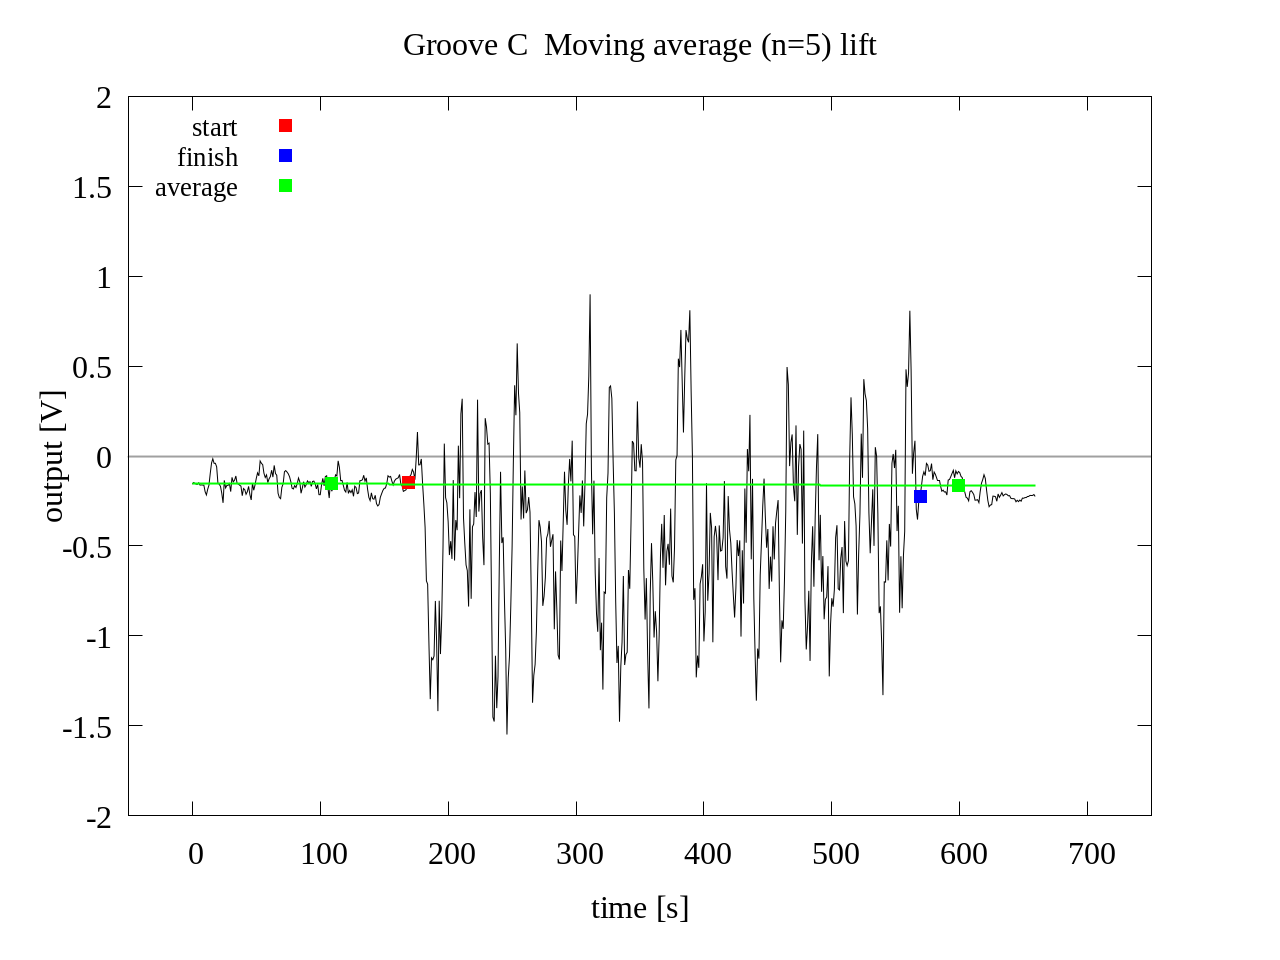 Groove C  Moving average (n=5) lift
start
finish
average
2
1.5
1
0.5
0
-0.5
-1
-1.5
-2
output [V]
0 100 200 300 400 500 600 700
time [s]